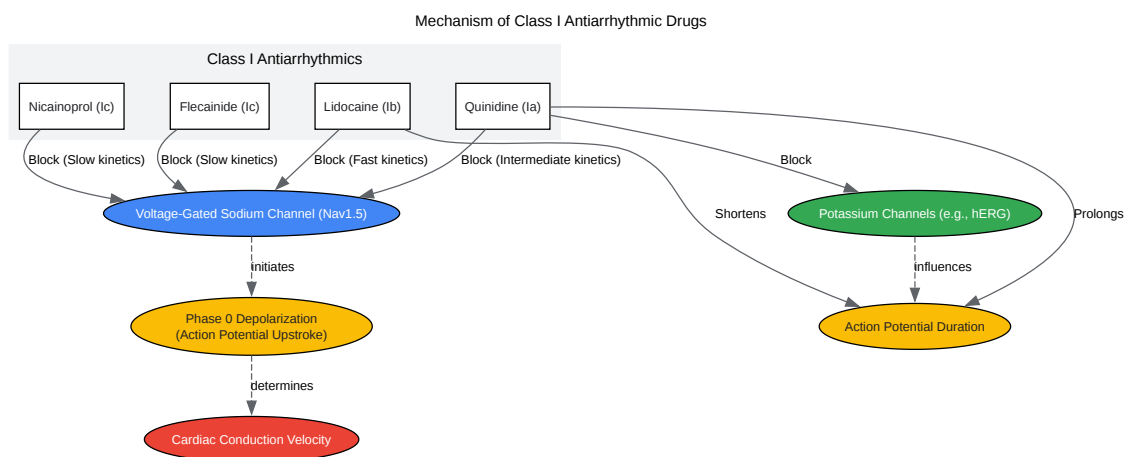 Mechanism of Class I Antiarrhythmic Drugs
Class I Antiarrhythmics
Nicainoprol (Ic)
Flecainide (Ic)
Lidocaine (Ib)
Quinidine (Ia)
Block (Slow kinetics)
Block (Slow kinetics)
Block (Fast kinetics)
Block (Intermediate kinetics)
Block
Voltage-Gated Sodium Channel (Nav1.5)
Shortens
Potassium Channels (e.g., hERG)
Prolongs
initiates
influences
Phase 0 Depolarization
(Action Potential Upstroke)
Action Potential Duration
determines
Cardiac Conduction Velocity